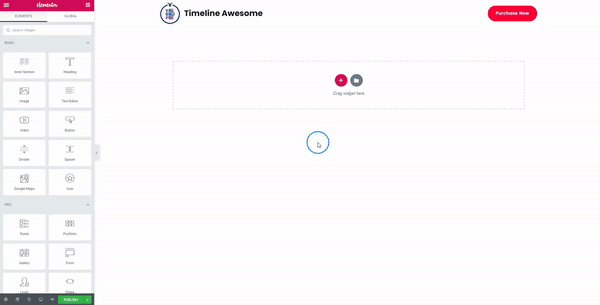 elementor
ELEMENTS
GLOBAL
Search Widget...
BASIC
Inner Section
Heading
Image
Text Editor
Video
Button
Divider
Spacer
Google Maps
Icon
PRO
Posts
Portfolio
Gallery
Form
Login
Slides
PUBLISH
Timeline Awesome
Purchase Now
Drag widget here